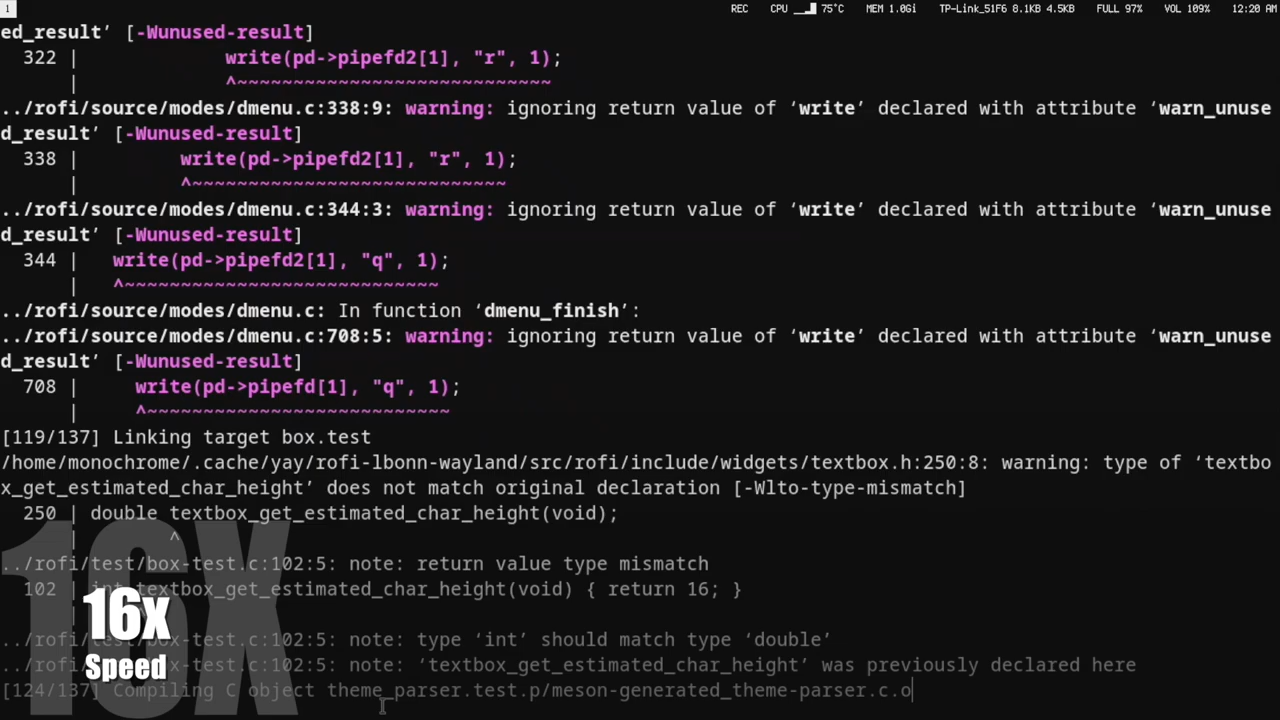 1 REC CPU 75°C MEM 1.0Gi TP-Link_51F6 8.1KB 4.5KB FULL 97% VOL 109% 12:20 AM
ed_result’ [-Wunused-result]
322 | write(pd->pipefd2[1], "r", 1);
| ^~~~~~~~~~~~~~~~~~~~~~~~~~~~~
../rofi/source/modes/dmenu.c:338:9: warning: ignoring return value of ‘write’ declared with attribute ‘warn_unuse
d_result’ [-Wunused-result]
338 | write(pd->pipefd2[1], "r", 1);
| ^~~~~~~~~~~~~~~~~~~~~~~~~~~~~
../rofi/source/modes/dmenu.c:344:3: warning: ignoring return value of ‘write’ declared with attribute ‘warn_unuse
d_result’ [-Wunused-result]
344 | write(pd->pipefd2[1], "q", 1);
| ^~~~~~~~~~~~~~~~~~~~~~~~~~~~~
../rofi/source/modes/dmenu.c: In function ‘dmenu_finish’:
../rofi/source/modes/dmenu.c:708:5: warning: ignoring return value of ‘write’ declared with attribute ‘warn_unuse
d_result’ [-Wunused-result]
708 | write(pd->pipefd[1], "q", 1);
| ^~~~~~~~~~~~~~~~~~~~~~~~~~~~
[119/137] Linking target box.test
/home/monochrome/.cache/yay/rofi-lbonn-wayland/src/rofi/include/widgets/textbox.h:250:8: warning: type of ‘textbo
x_get_estimated_char_height’ does not match original declaration [-Wlto-type-mismatch]
250 | double textbox_get_estimated_char_height(void);
| ^
../rofi/test/box-test.c:102:5: note: return value type mismatch
102 | int textbox_get_estimated_char_height(void) { return 16; }
../rofi/test/box-test.c:102:5: note: type ‘int’ should match type ‘double’
../rofi/test/box-test.c:102:5: note: ‘textbox_get_estimated_char_height’ was previously declared here
[124/137] Compiling C object theme_parser.test.p/meson-generated_theme-parser.c.o
16X
16x
Speed